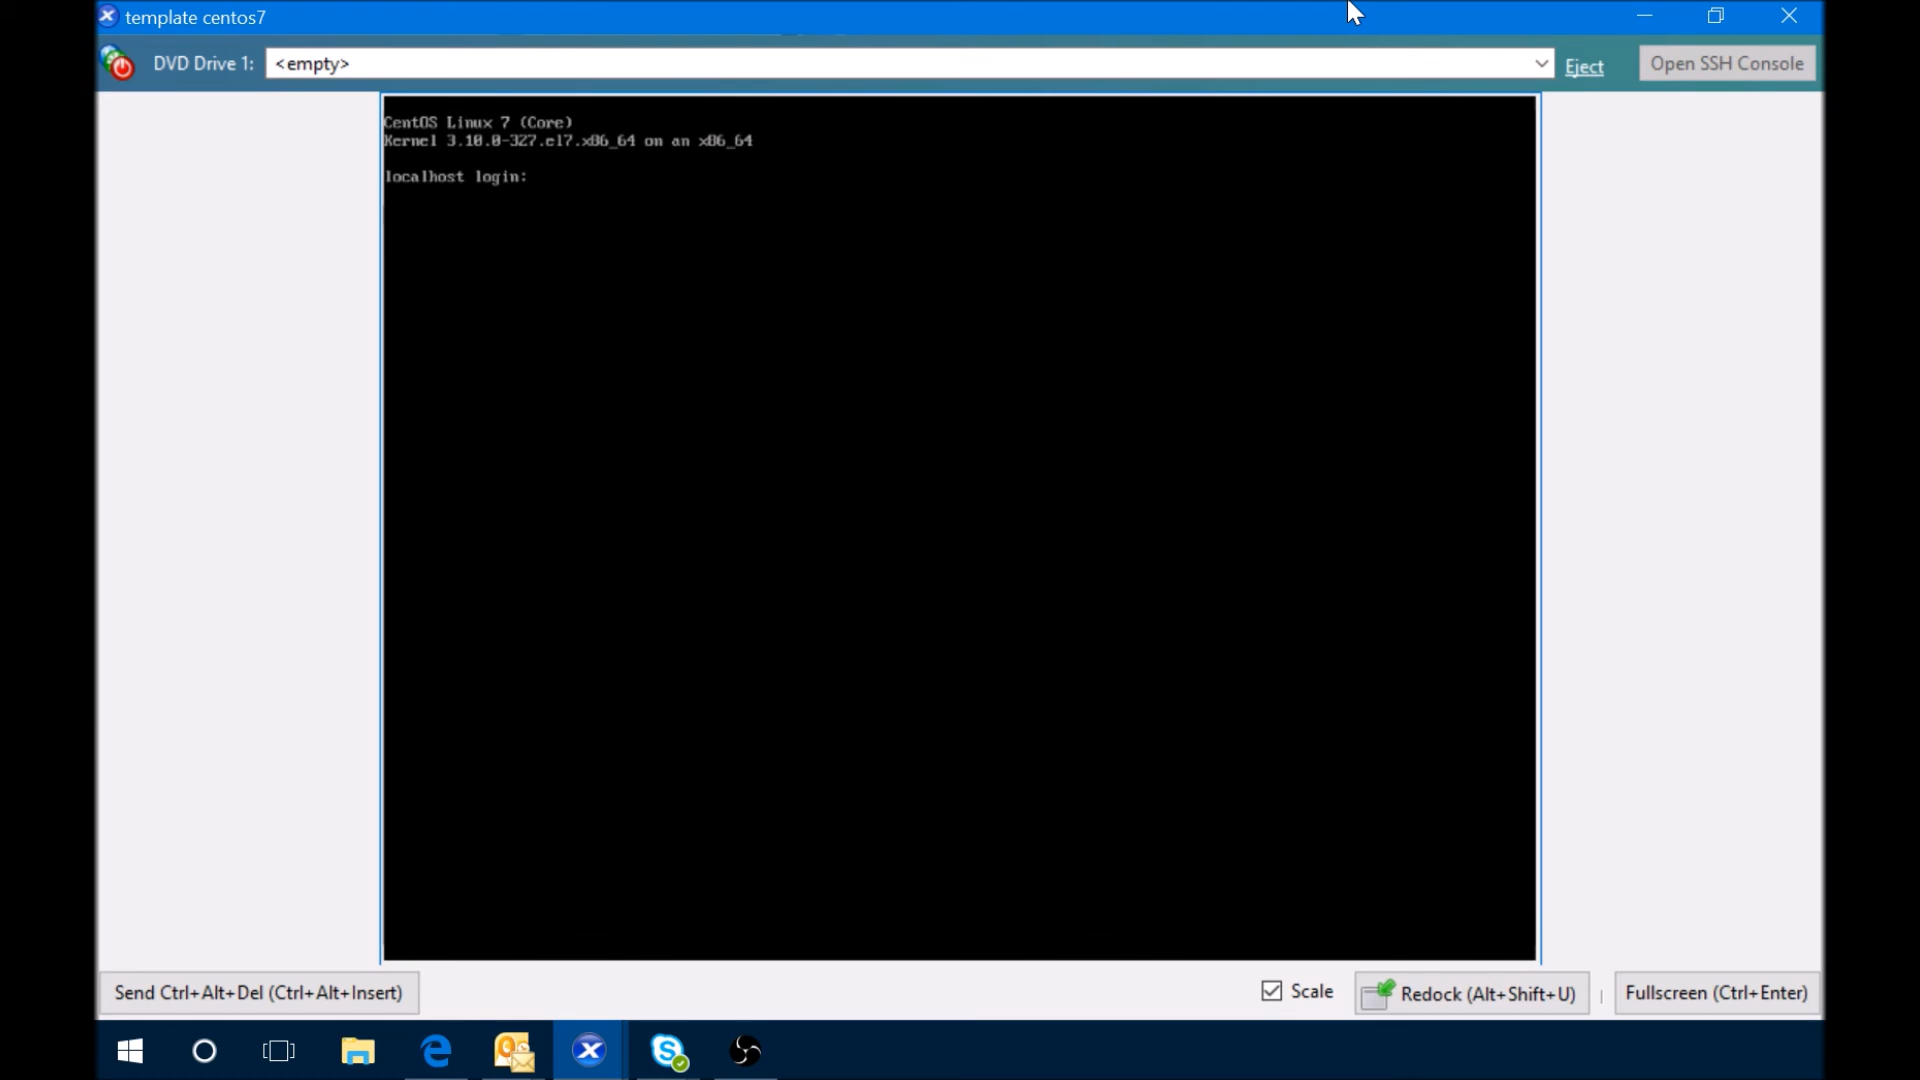 template centos7
DVD Drive 1: <empty> Eject Open SSH Console
CentOS Linux 7 (Core)
Kernel 3.10.0-327.el7.x86_64 on an x86_64
localhost login:
Send Ctrl+Alt+Del (Ctrl+Alt+Insert) Scale Redock (Alt+Shift+U) Fullscreen (Ctrl+Enter)